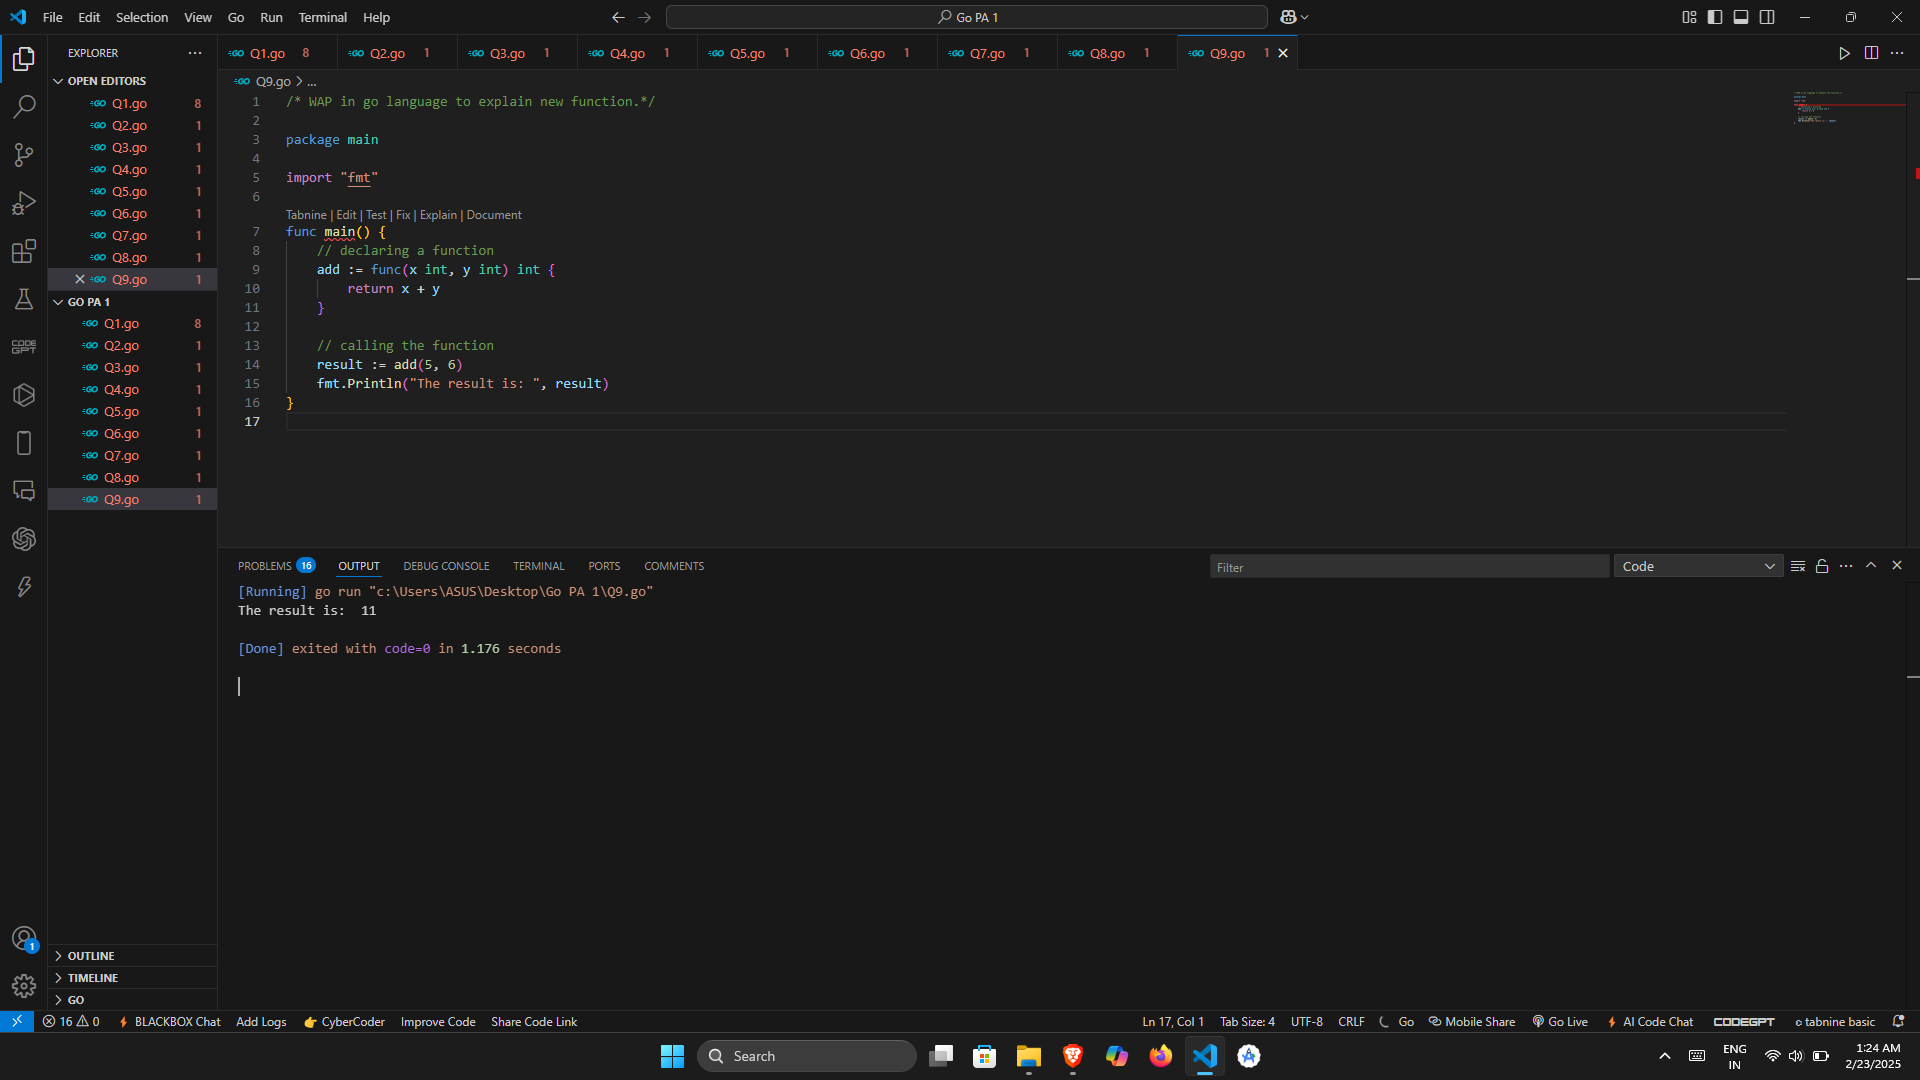 File Edit Selection View Go Run Terminal Help
Go PA 1
EXPLORER
OPEN EDITORS
Q1.go 8
Q2.go 1
Q3.go 1
Q4.go 1
Q5.go 1
Q6.go 1
Q7.go 1
Q8.go 1
Q9.go 1
GO PA 1
Q1.go 8
Q2.go 1
Q3.go 1
Q4.go 1
Q5.go 1
Q6.go 1
Q7.go 1
Q8.go 1
Q9.go 1
OUTLINE
TIMELINE
GO
CODE
GPT
1
Q1.go 8 Q2.go 1 Q3.go 1 Q4.go 1 Q5.go 1 Q6.go 1 Q7.go 1 Q8.go 1 Q9.go 1
Q9.go > ...
1 /* WAP in go language to explain new function.*/
2
3 package main
4
5 import "fmt"
6
Tabnine | Edit | Test | Fix | Explain | Document
7 func main() {
8 // declaring a function
9 add := func(x int, y int) int {
10 return x + y
11 }
12
13 // calling the function
14 result := add(5, 6)
15 fmt.Println("The result is: ", result)
16 }
17
PROBLEMS 16 OUTPUT DEBUG CONSOLE TERMINAL PORTS COMMENTS
Filter
Code
[Running] go run "c:\Users\ASUS\Desktop\Go PA 1\Q9.go"
The result is:  11
[Done] exited with code=0 in 1.176 seconds
16 0 BLACKBOX Chat Add Logs CyberCoder Improve Code Share Code Link
Ln 17, Col 1 Tab Size: 4 UTF-8 CRLF Go Mobile Share Go Live AI Code Chat CODEGPT tabnine basic
Search
ENG
IN
1:24 AM
2/23/2025